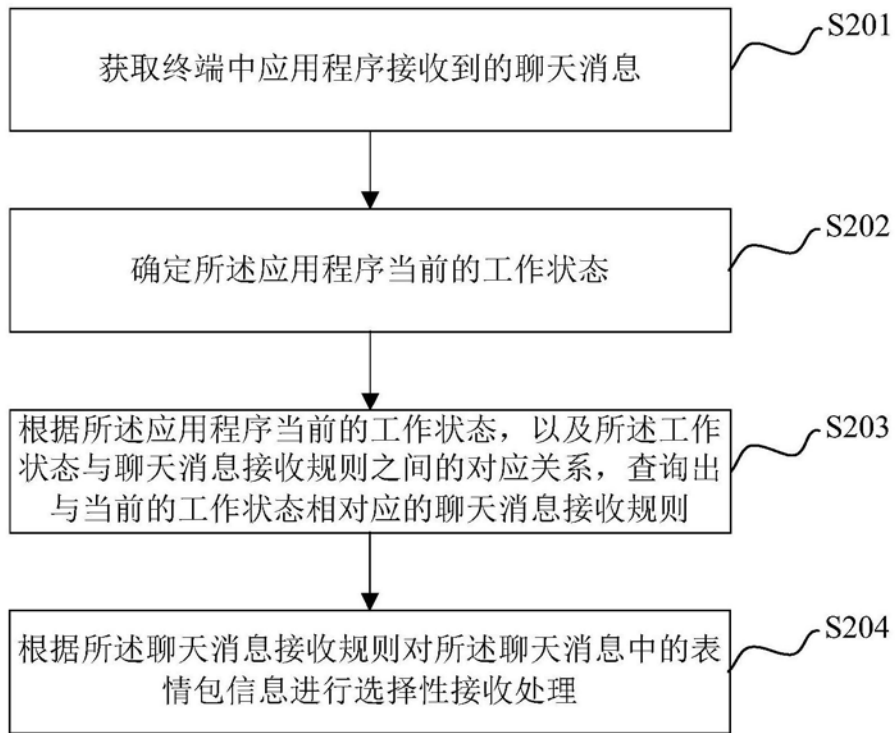 S201
获取终端中应用程序接收到的聊天消息
S202
确定所述应用程序当前的工作状态
S203
根据所述应用程序当前的工作状态，以及所述工作
状态与聊天消息接收规则之间的对应关系，查询出
与当前的工作状态相对应的聊天消息接收规则
S204
根据所述聊天消息接收规则对所述聊天消息中的表
情包信息进行选择性接收处理